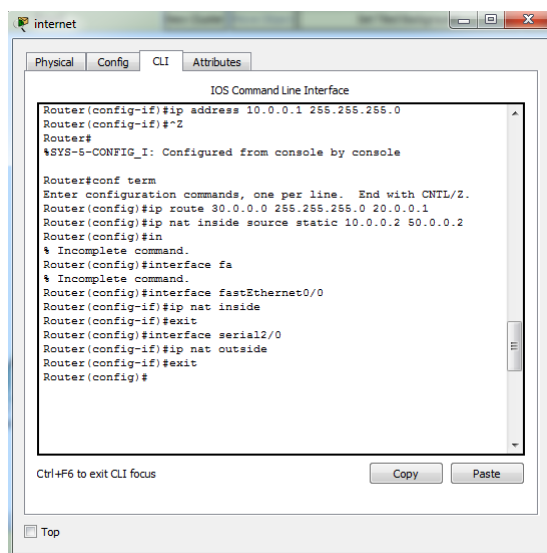 internet
Physical Config CLI Attributes
IOS Command Line Interface
Router(config-if)#ip address 10.0.0.1 255.255.255.0
Router(config-if)#^Z
Router#
%SYS-5-CONFIG_I: Configured from console by console
Router#conf term
Enter configuration commands, one per line.  End with CNTL/Z.
Router(config)#ip route 30.0.0.0 255.255.255.0 20.0.0.1
Router(config)#ip nat inside source static 10.0.0.2 50.0.0.2
Router(config)#in
% Incomplete command.
Router(config)#interface fa
% Incomplete command.
Router(config)#interface fastEthernet0/0
Router(config-if)#ip nat inside
Router(config-if)#exit
Router(config)#interface serial2/0
Router(config-if)#ip nat outside
Router(config-if)#exit
Router(config)#
Ctrl+F6 to exit CLI focus Copy Paste
Top